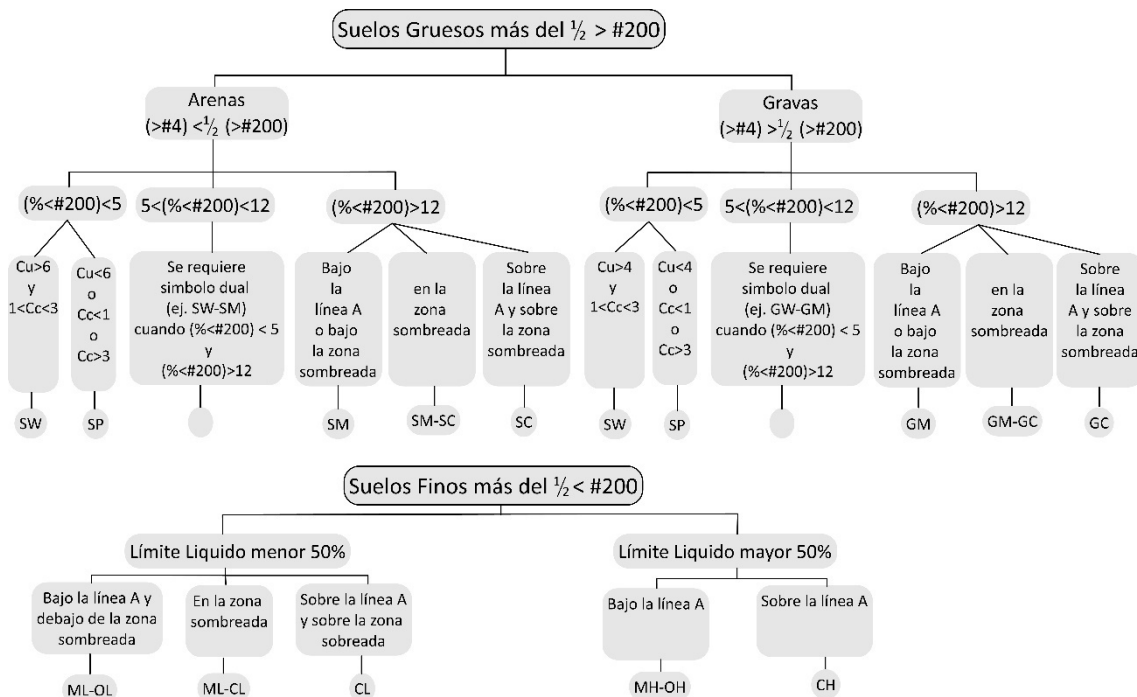 Suelos Gruesos más del ½ > #200
Arenas
(>#4) <½ (>#200)
Gravas
(>#4) >½ (>#200)
(%<#200)<5
5<(%<#200)<12
(%<#200)>12
(%<#200)<5
5<(%<#200)<12
(%<#200)>12
Cu>6
y
1<Cc<3
Cu<6
o
Cc<1
o
Cc>3
Se requiere
simbolo dual
(ej. SW-SM)
cuando (%<#200) < 5
y
(%<#200)>12
Bajo
la
línea A
o bajo
la zona
sombreada
en la
zona
sombreada
Sobre
la línea
A y sobre
la zona
sombreada
Cu>4
y
1<Cc<3
Cu<4
o
Cc<1
o
Cc>3
Se requiere
simbolo dual
(ej. GW-GM)
cuando (%<#200) < 5
y
(%<#200)>12
Bajo
la
línea A
o bajo
la zona
sombreada
en la
zona
sombreada
Sobre
la línea
A y sobre
la zona
sombreada
SW
SP
SM
SM-SC
SC
SW
SP
GM
GM-GC
GC
Suelos Finos más del ½ < #200
Límite Liquido menor 50%
Límite Liquido mayor 50%
Bajo la línea A y
debajo de la zona
sombreada
En la zona
sombreada
Sobre la línea A
y sobre la zona
sobreada
Bajo la línea A
Sobre la línea A
ML-OL
ML-CL
CL
MH-OH
CH